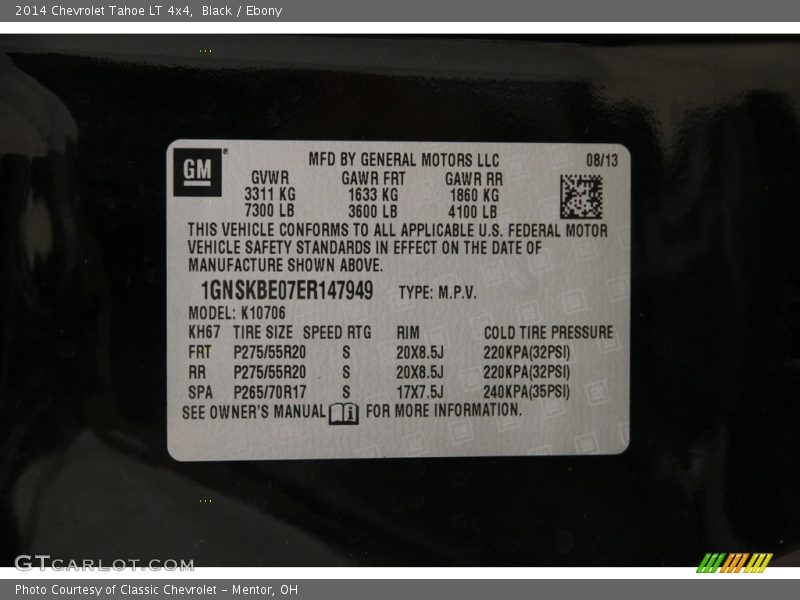 2014 Chevrolet Tahoe LT 4x4, Black / Ebony
GM® MFD BY GENERAL MOTORS LLC 08/13
GVWR GAWR FRT GAWR RR
3311 KG 1633 KG 1860 KG
7300 LB 3600 LB 4100 LB
THIS VEHICLE CONFORMS TO ALL APPLICABLE U.S. FEDERAL MOTOR
VEHICLE SAFETY STANDARDS IN EFFECT ON THE DATE OF
MANUFACTURE SHOWN ABOVE.
1GNSKBE07ER147949 TYPE: M.P.V.
MODEL: K10706
KH67 TIRE SIZE SPEED RTG RIM COLD TIRE PRESSURE
FRT P275/55R20 S 20X8.5J 220KPA(32PSI)
RR P275/55R20 S 20X8.5J 220KPA(32PSI)
SPA P265/70R17 S 17X7.5J 240KPA(35PSI)
SEE OWNER'S MANUAL FOR MORE INFORMATION.
GTCARLOT.COM
Photo Courtesy of Classic Chevrolet - Mentor, OH